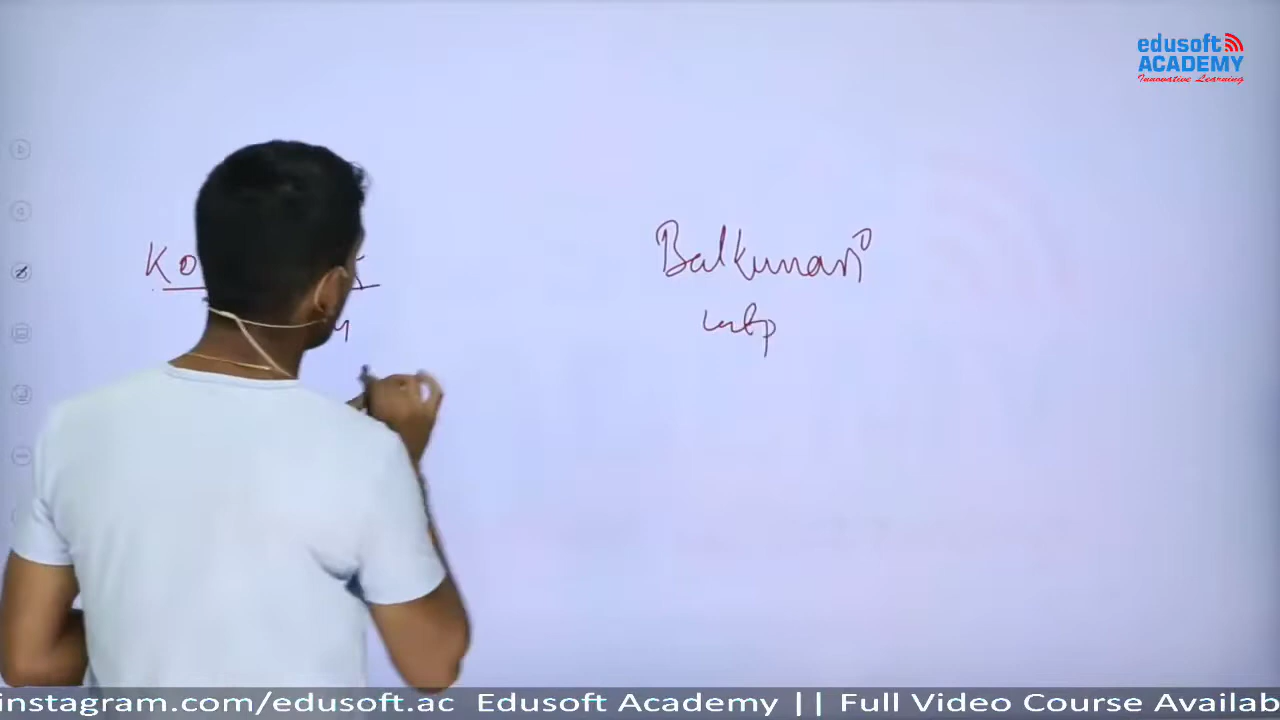 edusoft
ACADEMY
Innovative Learning
Ko
Balkumari
instagram.com/edusoft.ac Edusoft Academy || Full Video Course Availab